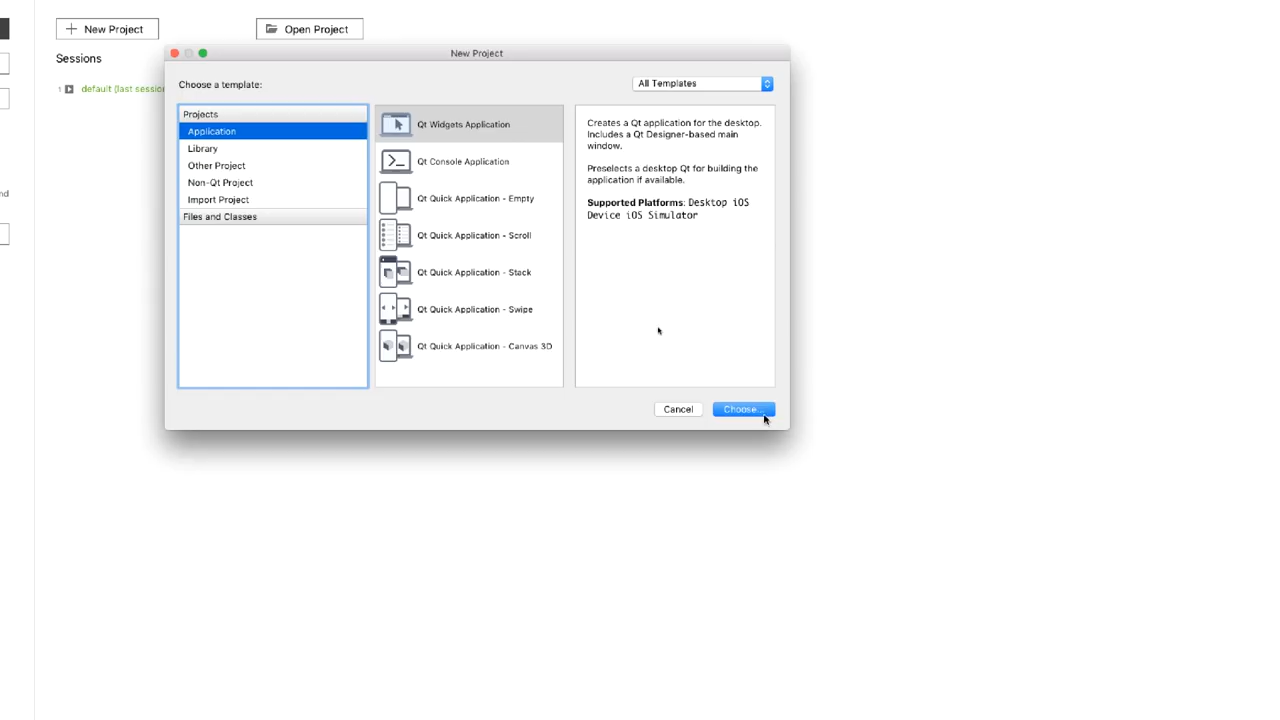 New Project
Open Project
Sessions
1
default (last session
nd
New Project
Choose a template:
All Templates
Projects
Application
Library
Other Project
Non-Qt Project
Import Project
Files and Classes
Qt Widgets Application
Qt Console Application
Qt Quick Application - Empty
Qt Quick Application - Scroll
Qt Quick Application - Stack
Qt Quick Application - Swipe
Qt Quick Application - Canvas 3D
Creates a Qt application for the desktop.
Includes a Qt Designer-based main
window.
Preselects a desktop Qt for building the
application if available.
Supported Platforms: Desktop iOS
Device iOS Simulator
Cancel
Choose...